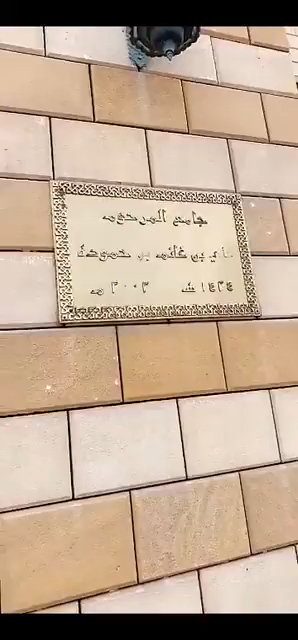 جامع المرحوم
بن غانم بن حمودة
١٤٢٤ هـ ٢٠٠٣ م